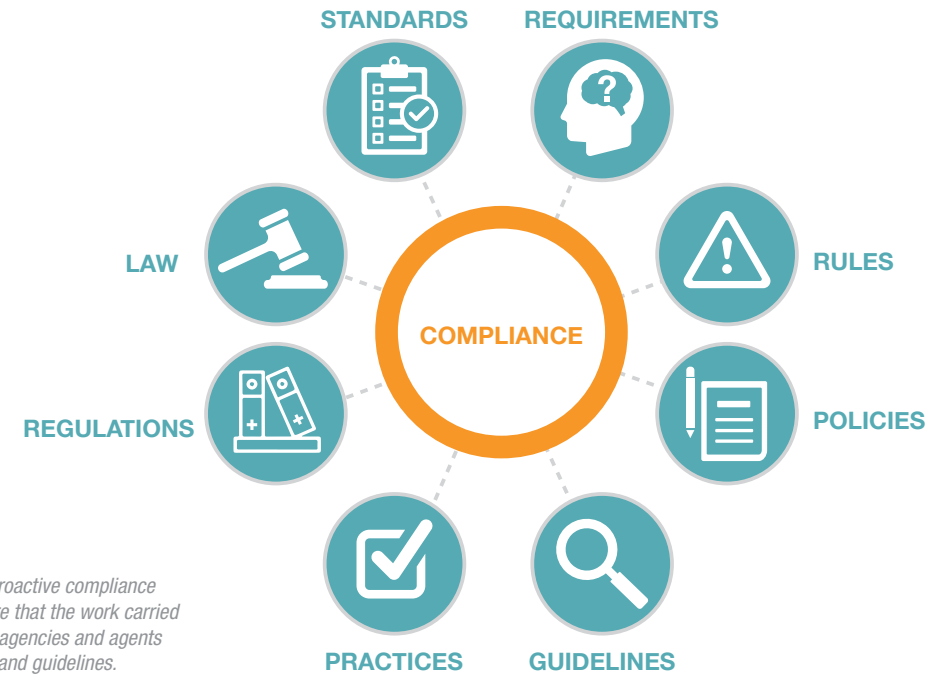 STANDARDS
REQUIREMENTS
LAW
RULES
COMPLIANCE
REGULATIONS
POLICIES
PRACTICES
GUIDELINES
roactive compliance
e that the work carried
agencies and agents
and guidelines.